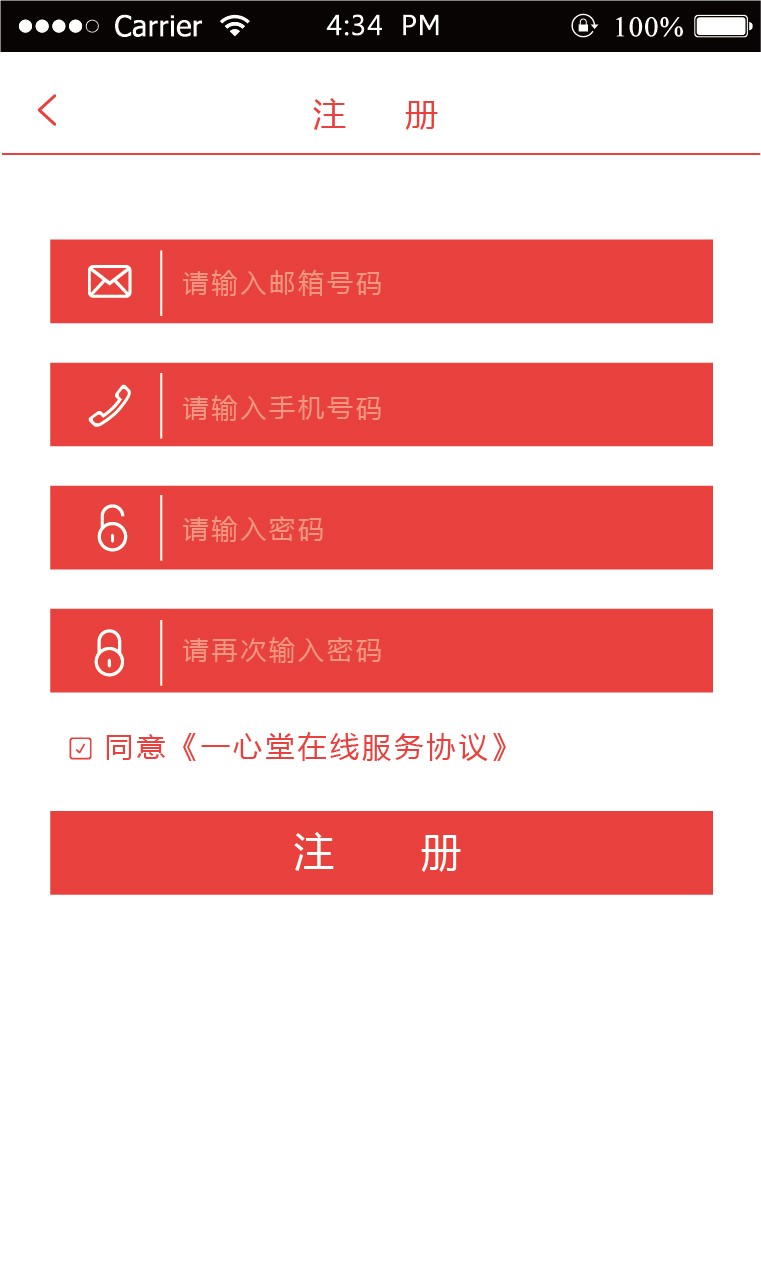 Carrier 4:34 PM 100%
注 册
请输入邮箱号码
请输入手机号码
请输入密码
请再次输入密码
同意《一心堂在线服务协议》
注 册